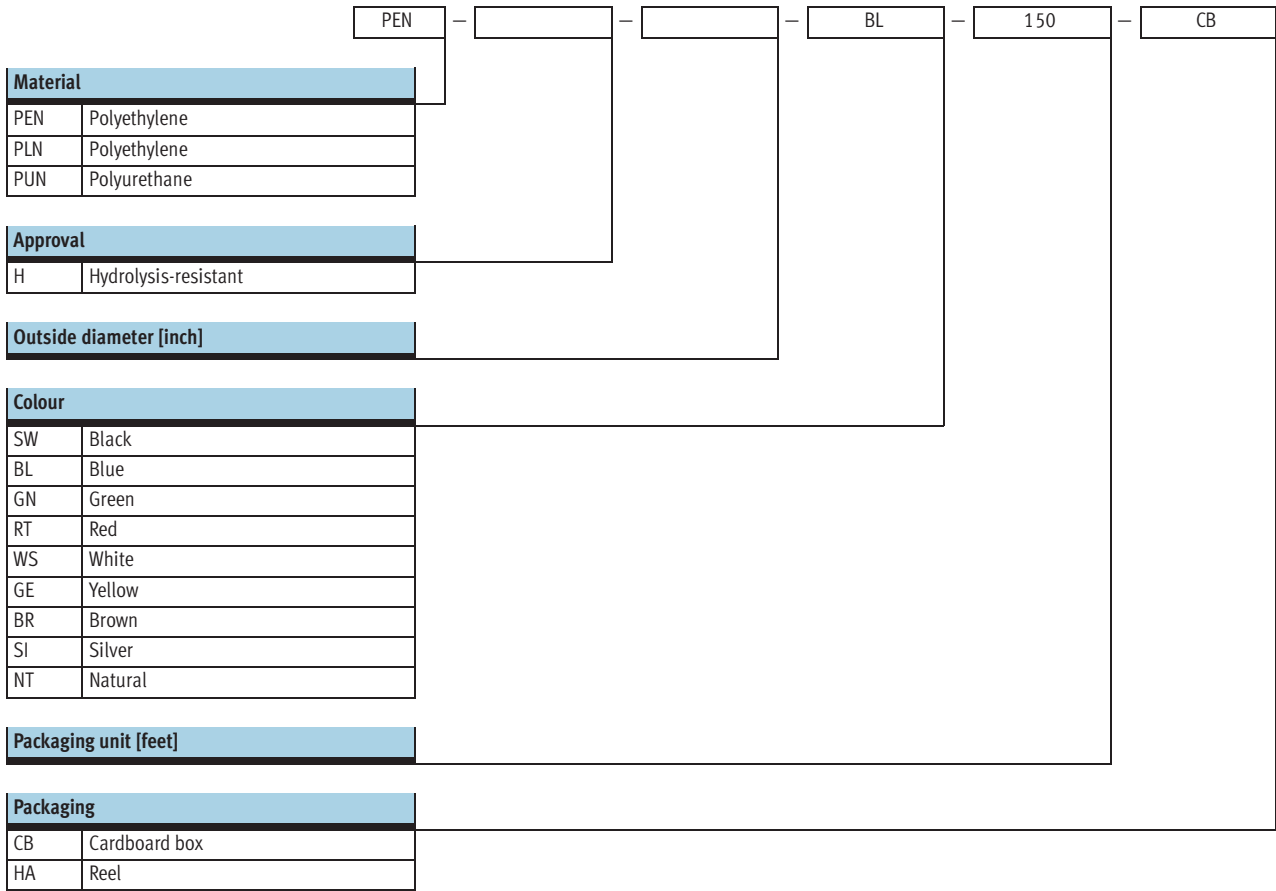 PEN – – – BL – 150 – CB
Material
PEN Polyethylene
PLN Polyethylene
PUN Polyurethane
Approval
H Hydrolysis-resistant
Outside diameter [inch]
Colour
SW Black
BL Blue
GN Green
RT Red
WS White
GE Yellow
BR Brown
SI Silver
NT Natural
Packaging unit [feet]
Packaging
CB Cardboard box
HA Reel